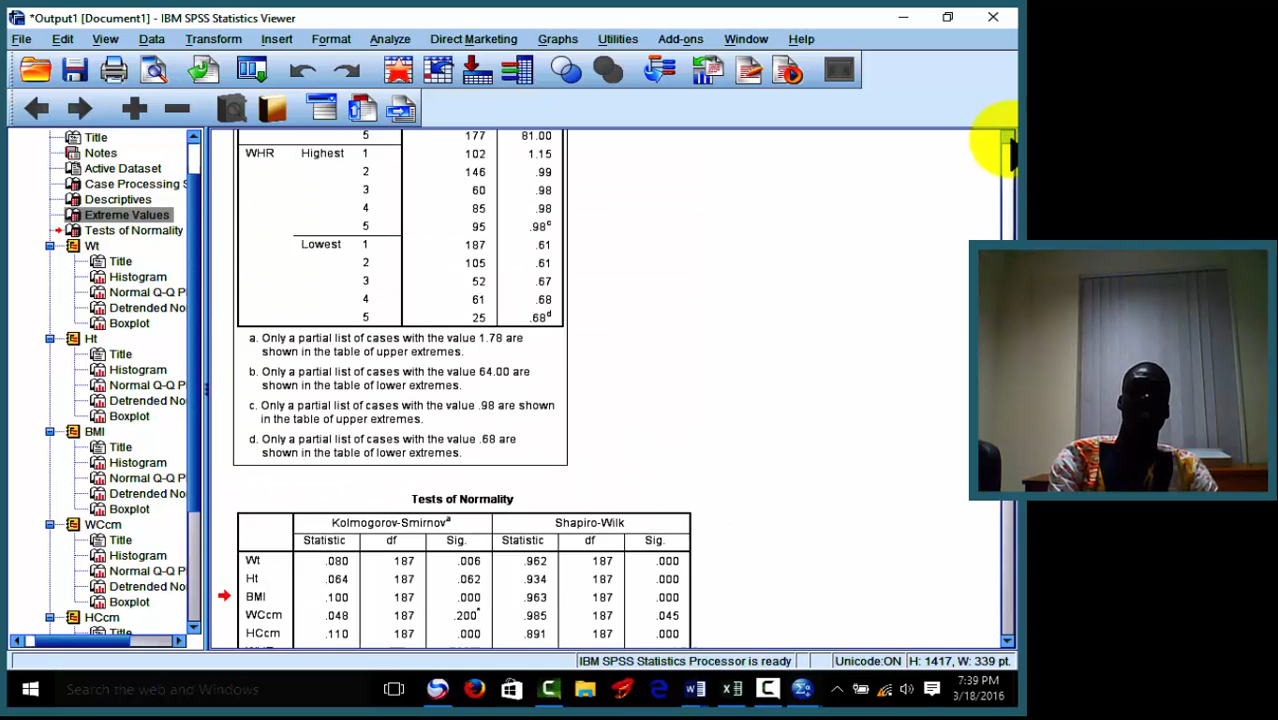 *Output1 [Document1] - IBM SPSS Statistics Viewer
File Edit View Data Transform Insert Format Analyze Direct Marketing Graphs Utilities Add-ons Window Help
Title
Notes
Active Dataset
Case Processing S
Descriptives
Extreme Values
Tests of Normality
Wt
Title
Histogram
Normal Q-Q P
Detrended No
Boxplot
Ht
Title
Histogram
Normal Q-Q P
Detrended No
Boxplot
BMI
Title
Histogram
Normal Q-Q P
Detrended No
Boxplot
WCcm
Title
Histogram
Normal Q-Q P
Detrended No
Boxplot
HCcm
Title
5 177 81.00
WHR Highest 1 102 1.15
2 146 .99
3 60 .98
4 85 .98
5 95 .98c
Lowest 1 187 .61
2 105 .61
3 52 .67
4 61 .68
5 25 .68d
a. Only a partial list of cases with the value 1.78 are
shown in the table of upper extremes.
b. Only a partial list of cases with the value 64.00 are
shown in the table of lower extremes.
c. Only a partial list of cases with the value .98 are shown
in the table of upper extremes.
d. Only a partial list of cases with the value .68 are
shown in the table of lower extremes.
Tests of Normality
Kolmogorov-Smirnova Shapiro-Wilk
Statistic df Sig. Statistic df Sig.
Wt .080 187 .006 .962 187 .000
Ht .064 187 .062 .934 187 .000
BMI .100 187 .000 .963 187 .000
WCcm .048 187 .200* .985 187 .045
HCcm .110 187 .000 .891 187 .000
IBM SPSS Statistics Processor is ready Unicode:ON H: 1417, W: 339 pt.
Search the web and Windows
7:39 PM
3/18/2016